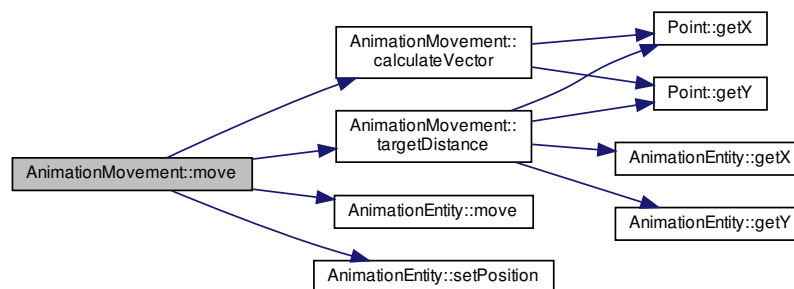 AnimationMovement::move
AnimationMovement::
calculateVector
AnimationMovement::
targetDistance
AnimationEntity::move
AnimationEntity::setPosition
Point::getX
Point::getY
AnimationEntity::getX
AnimationEntity::getY